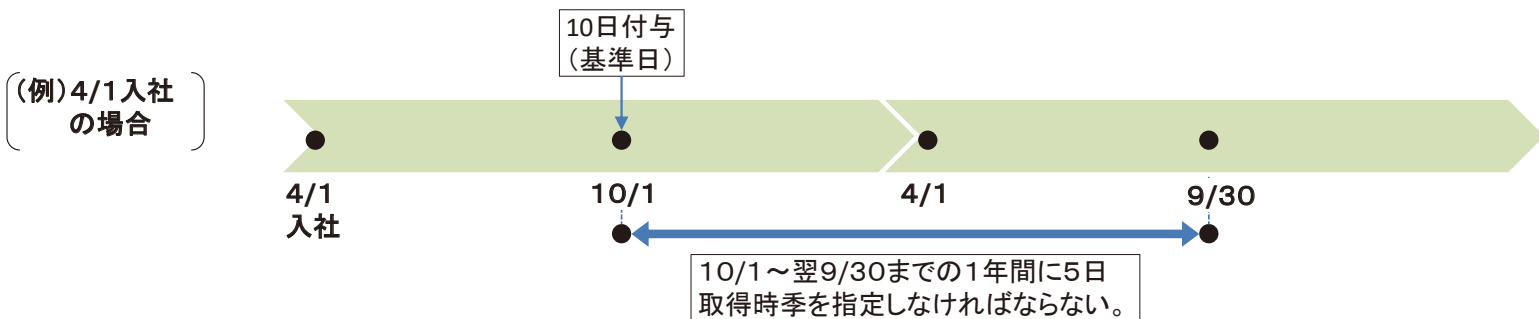 10日付与
（基準日）
（例）４/１入社
の場合
４/１
入社
１０/１
４/１
９/３０
１０/１～翌９/３０までの１年間に５日
取得時季を指定しなければならない。